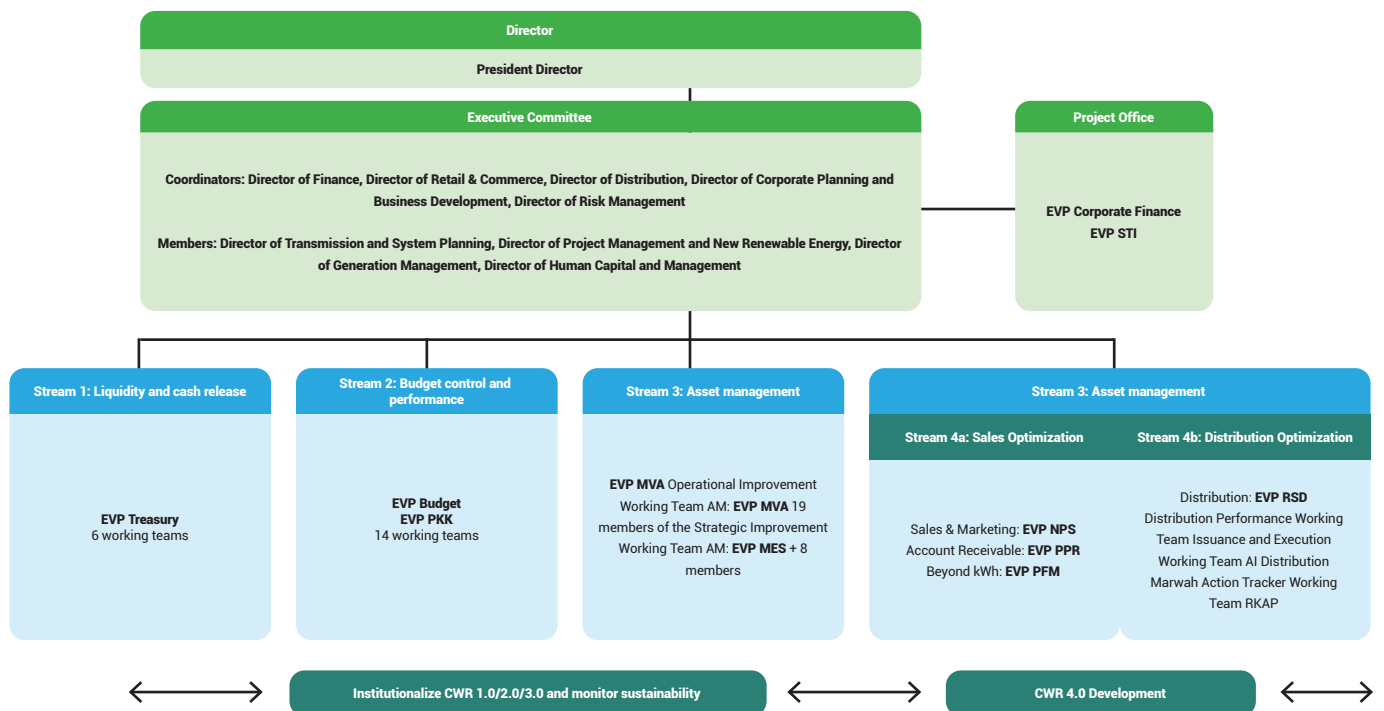 Director
President Director
Executive Committee
Coordinators: Director of Finance, Director of Retail & Commerce, Director of Distribution, Director of Corporate Planning and
Business Development, Director of Risk Management
Members: Director of Transmission and System Planning, Director of Project Management and New Renewable Energy, Director
of Generation Management, Director of Human Capital and Management
Project Office
EVP Corporate Finance
EVP STI
Stream 1: Liquidity and cash release
EVP Treasury
6 working teams
Stream 2: Budget control and
performance
EVP Budget
EVP PKK
14 working teams
Stream 3: Asset management
EVP MVA Operational Improvement
Working Team AM: EVP MVA 19
members of the Strategic Improvement
Working Team AM: EVP MES + 8
members
Stream 3: Asset management
Stream 4a: Sales Optimization
Sales & Marketing: EVP NPS
Account Receivable: EVP PPR
Beyond kWh: EVP PFM
Stream 4b: Distribution Optimization
Distribution: EVP RSD
Distribution Performance Working
Team Issuance and Execution
Working Team AI Distribution
Marwah Action Tracker Working
Team RKAP
Institutionalize CWR 1.0/2.0/3.0 and monitor sustainability
CWR 4.0 Development